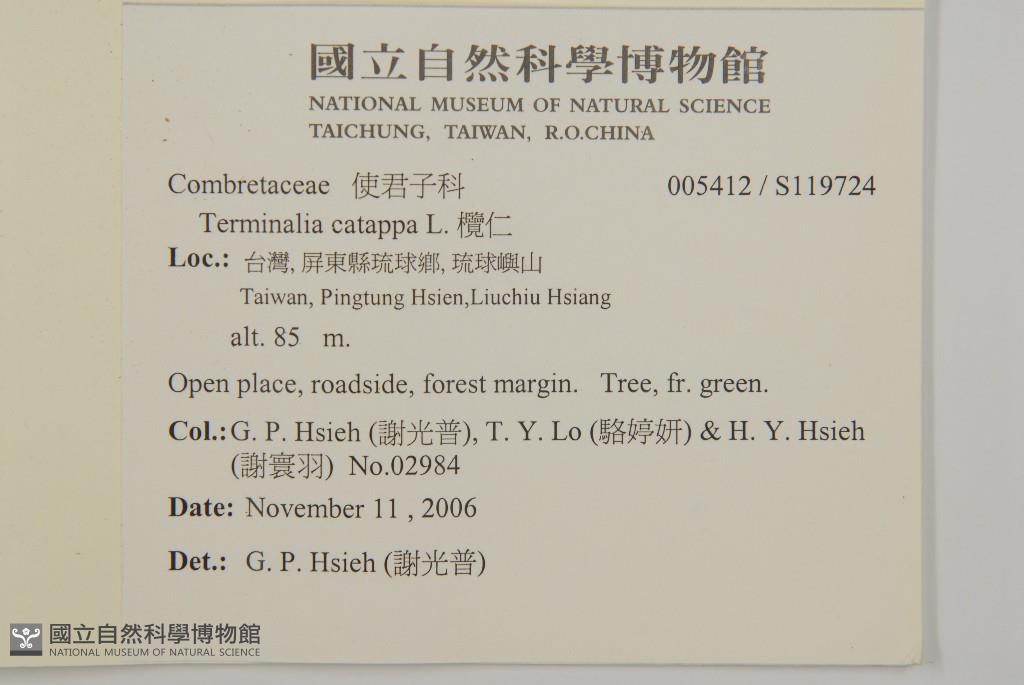 國立自然科學博物館
NATIONAL MUSEUM OF NATURAL SCIENCE
TAICHUNG, TAIWAN, R.O.CHINA
Combretaceae 使君子科 005412 / S119724
Terminalia catappa L. 欖仁
Loc.: 台灣, 屏東縣琉球鄉, 琉球嶼山
Taiwan, Pingtung Hsien,Liuchiu Hsiang
alt. 85 m.
Open place, roadside, forest margin. Tree, fr. green.
Col.: G. P. Hsieh (謝光普), T. Y. Lo (駱婷妍) & H. Y. Hsieh
(謝寰羽) No.02984
Date: November 11 , 2006
Det.: G. P. Hsieh (謝光普)
國立自然科學博物館
NATIONAL MUSEUM OF NATURAL SCIENCE